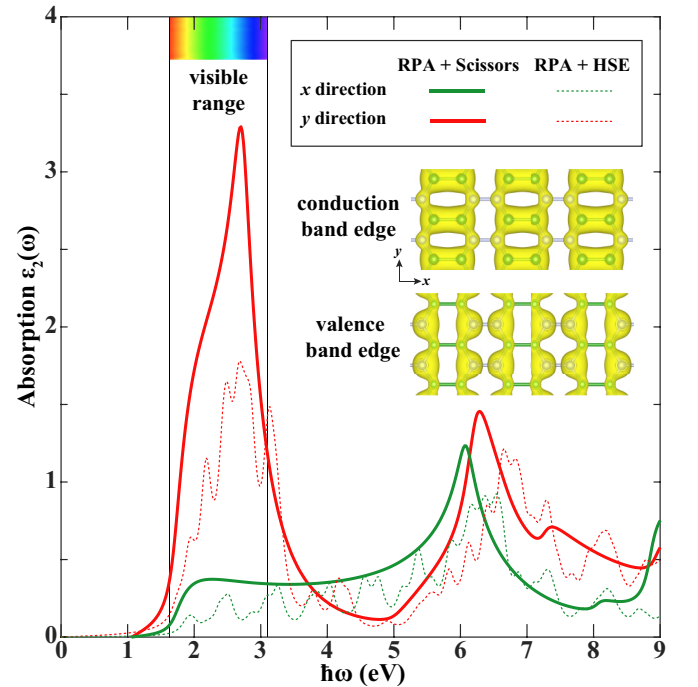 4
3
2
1
0
Absorption ε₂(ω)
visible
range
RPA + Scissors RPA + HSE
x direction
y direction
conduction
band edge
y
x
valence
band edge
0 1 2 3 4 5 6 7 8 9
ħω (eV)